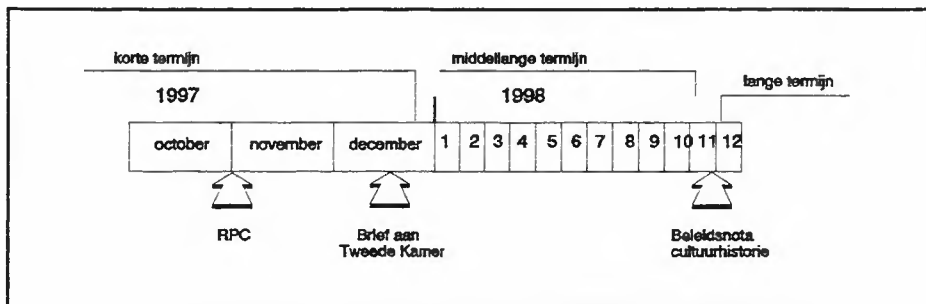 korte termijn
middellange termijn
lange termijn
1997
1998
october november december 1 2 3 4 5 6 7 8 9 10 11 12
RPC
Brief aan
Tweede Kamer
Beleidsnota
cultuurhistorie